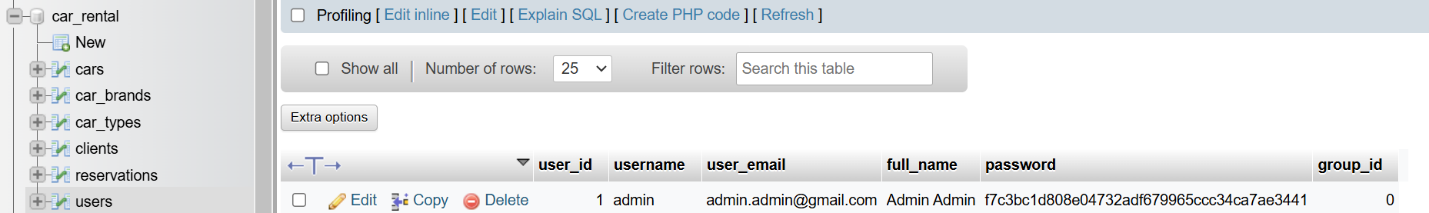 car_rental
New
cars
car_brands
car_types
clients
reservations
users
Profiling [ Edit inline ] [ Edit ] [ Explain SQL ] [ Create PHP code ] [ Refresh ]
Show all | Number of rows: 25 Filter rows: Search this table
Extra options
←T→ user_id username user_email full_name password group_id
Edit Copy Delete 1 admin admin.admin@gmail.com Admin Admin f7c3bc1d808e04732adf679965ccc34ca7ae3441 0